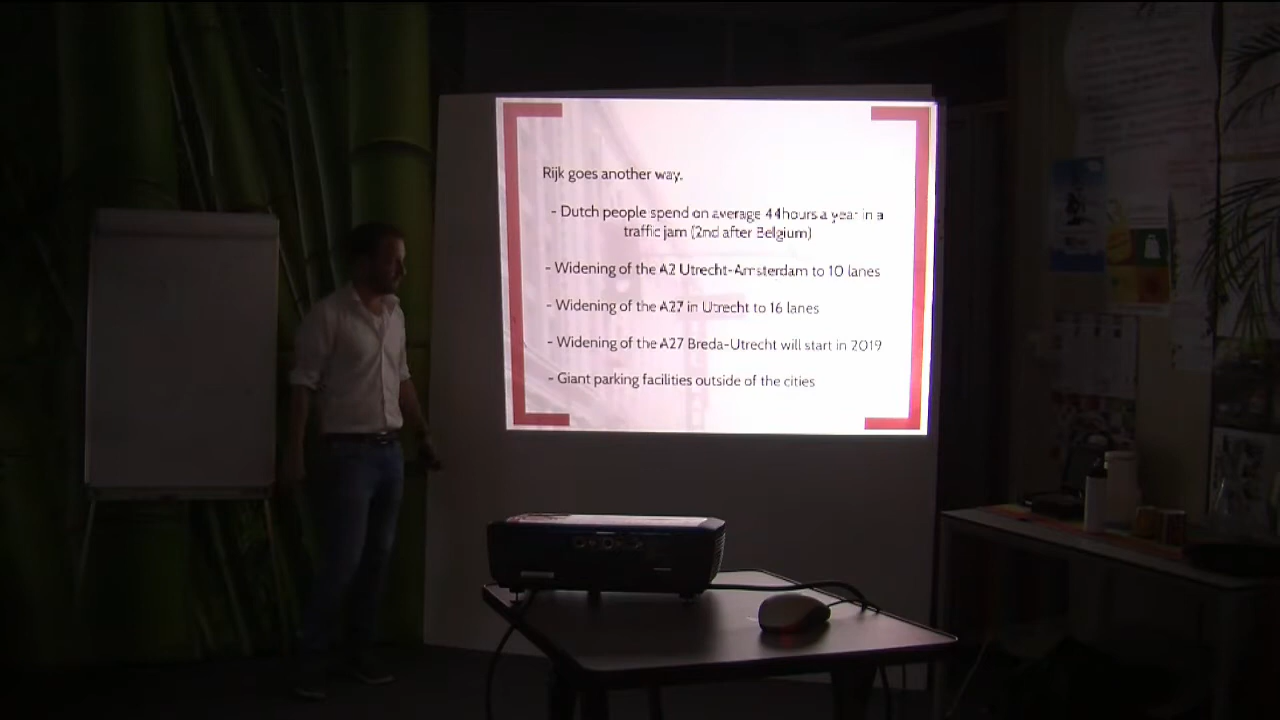 Rijk goes another way.
- Dutch people spend on average 44hours a year in a
traffic jam (2nd after Belgium)
- Widening of the A2 Utrecht-Amsterdam to 10 lanes
- Widening of the A27 in Utrecht to 16 lanes
- Widening of the A27 Breda-Utrecht will start in 2019
- Giant parking facilities outside of the cities